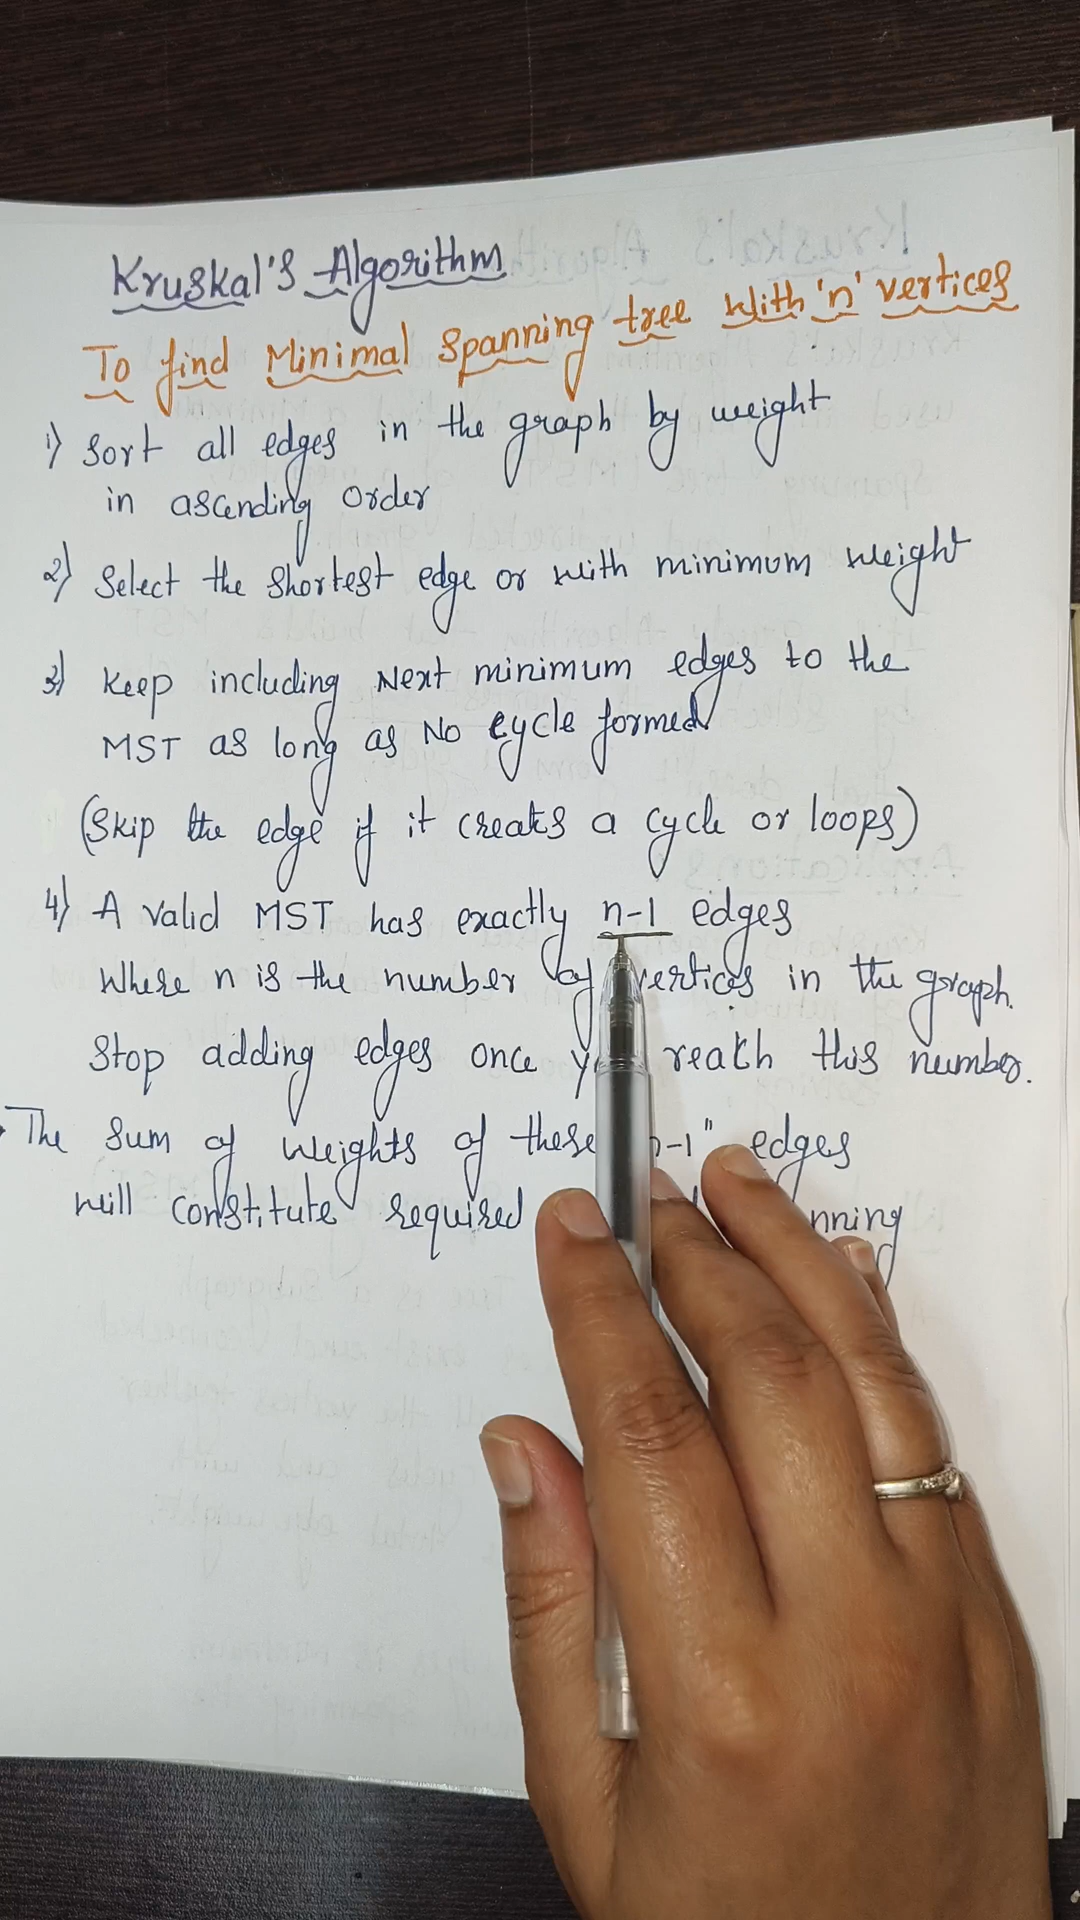 Kruskal's Algorithm
To find Minimal Spanning tree with 'n' vertices
1) Sort all edges in the graph by weight
in ascending order
2) Select the shortest edge or with minimum weight
3) Keep including Next minimum edges to the
MST as long as No cycle formed
(Skip the edge if it creats a cycle or loops)
4) A valid MST has exactly n-1 edges
Where n is the number of vertices in the graph.
Stop adding edges once reach this number.
The sum of weights of these n-1" edges
will constitute required